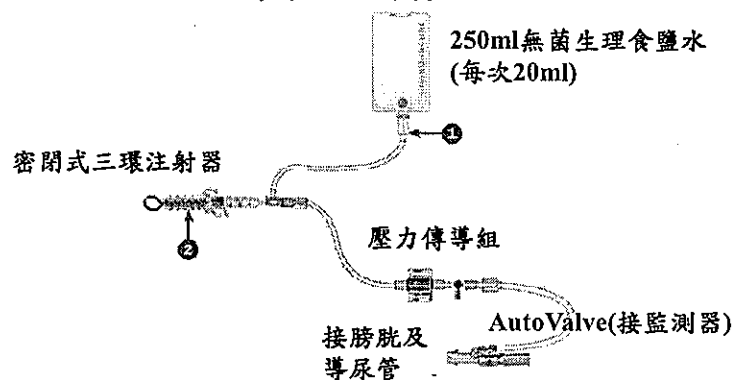 250ml無菌生理食鹽水
(每次20ml)
1
密閉式三環注射器
2
壓力傳導組
AutoValve(接監測器)
接膀胱及
導尿管